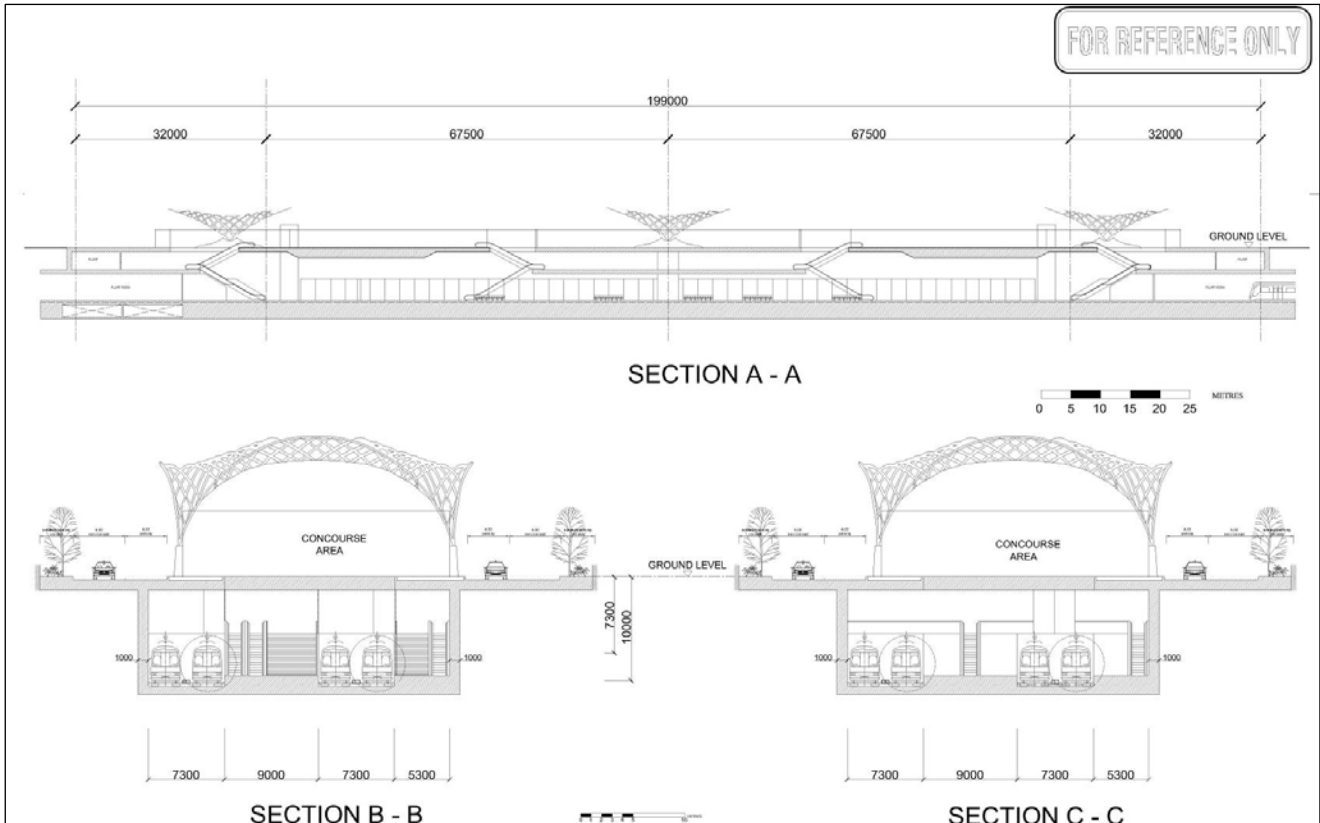 FOR REFERENCE ONLY
199000
32000 67500 67500 32000
GROUND LEVEL
SECTION A - A
0 5 10 15 20 25 METRES
CONCOURSE
AREA
GROUND LEVEL
7300
10000
1000 1000
7300 9000 7300 5300
SECTION B - B
CONCOURSE
AREA
1000 1000
7300 9000 7300 5300
SECTION C - C